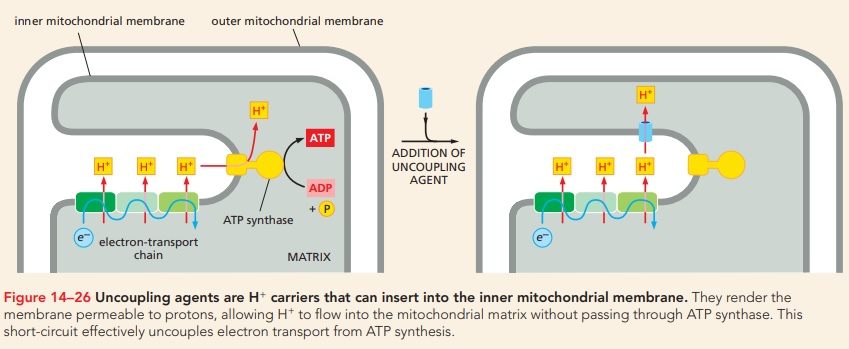 inner mitochondrial membrane
outer mitochondrial membrane
H⁺
ATP
H⁺ H⁺ H⁺
ADP
+ P
ATP synthase
e⁻
electron-transport
chain
MATRIX
ADDITION OF
UNCOUPLING
AGENT
H⁺
H⁺ H⁺ H⁺
e⁻
Figure 14–26 Uncoupling agents are H⁺ carriers that can insert into the inner mitochondrial membrane. They render the
membrane permeable to protons, allowing H⁺ to flow into the mitochondrial matrix without passing through ATP synthase. This
short-circuit effectively uncouples electron transport from ATP synthesis.